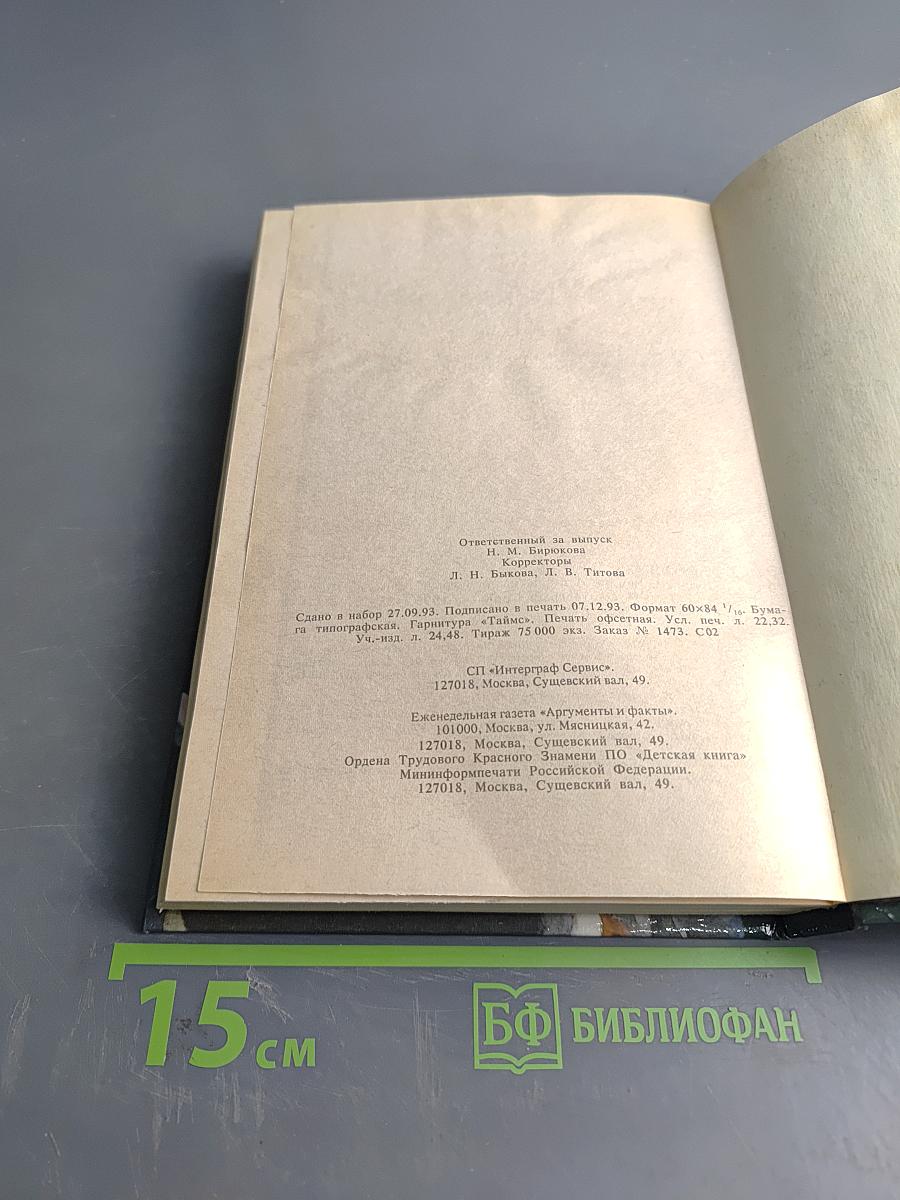 Ответственный за выпуск
Н. М. Бирюкова
Корректоры
Л. Н. Быкова, Л. В. Титова
Сдано в набор 27.09.93. Подписано в печать 07.12.93. Формат 60×84 1/16. Бума-
га типографская. Гарнитура «Таймс». Печать офсетная. Усл. печ. л. 22,32.
Уч.-изд. л. 24,48. Тираж 75 000 экз. Заказ № 1473. С02
СП «Интерграф Сервис».
127018, Москва, Сущевский вал, 49.
Еженедельная газета «Аргументы и факты».
101000, Москва, ул. Мясницкая, 42.
127018, Москва, Сущевский вал, 49.
Ордена Трудового Красного Знамени ПО «Детская книга»
Мининформпечати Российской Федерации.
127018, Москва, Сущевский вал, 49.
15 см
БФ БИБЛИОФАН